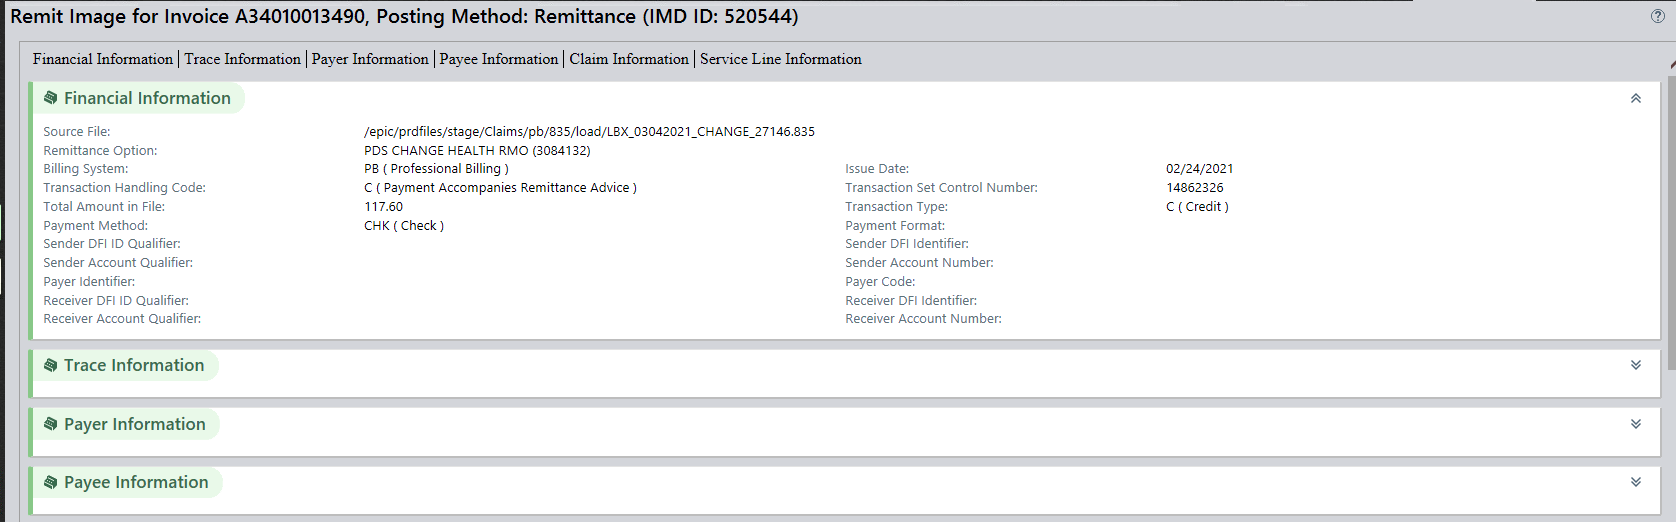 Remit Image for Invoice A34010013490, Posting Method: Remittance (IMD ID: 520544)
Financial Information | Trace Information | Payer Information | Payee Information | Claim Information | Service Line Information
Financial Information
Source File: /epic/prdfiles/stage/Claims/pb/835/load/LBX_03042021_CHANGE_27146.835
Remittance Option: PDS CHANGE HEALTH RMO (3084132)
Billing System: PB ( Professional Billing ) Issue Date: 02/24/2021
Transaction Handling Code: C ( Payment Accompanies Remittance Advice ) Transaction Set Control Number: 14862326
Total Amount in File: 117.60 Transaction Type: C ( Credit )
Payment Method: CHK ( Check ) Payment Format:
Sender DFI ID Qualifier: Sender DFI Identifier:
Sender Account Qualifier: Sender Account Number:
Payer Identifier: Payer Code:
Receiver DFI ID Qualifier: Receiver DFI Identifier:
Receiver Account Qualifier: Receiver Account Number:
Trace Information
Payer Information
Payee Information